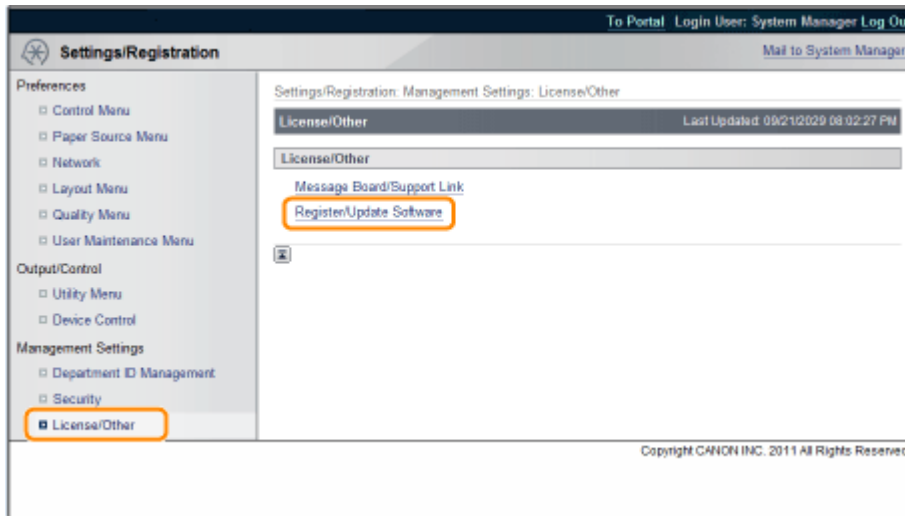 To Portal Login User: System Manager Log Ou
Settings/Registration
Mail to System Manager
Preferences
Control Menu
Paper Source Menu
Network
Layout Menu
Quality Menu
User Maintenance Menu
Output/Control
Utility Menu
Device Control
Management Settings
Department ID Management
Security
License/Other
Settings/Registration: Management Settings: License/Other
License/Other
Last Updated: 09/21/2029 08:02:27 PM
License/Other
Message Board/Support Link
Register/Update Software
Copyright CANON INC. 2011 All Rights Reserved